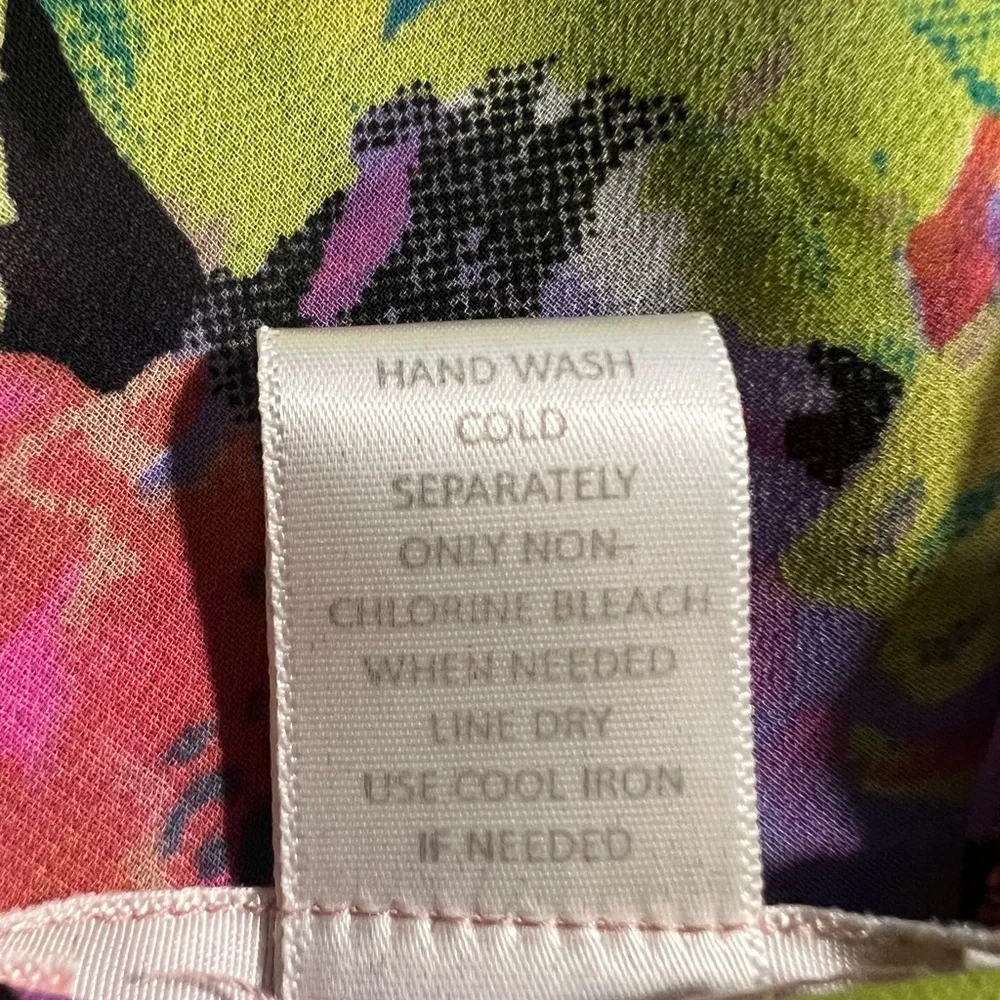 HAND WASH
COLD
SEPARATELY
ONLY NON-
CHLORINE BLEACH
WHEN NEEDED
LINE DRY
USE COOL IRON
IF NEEDED